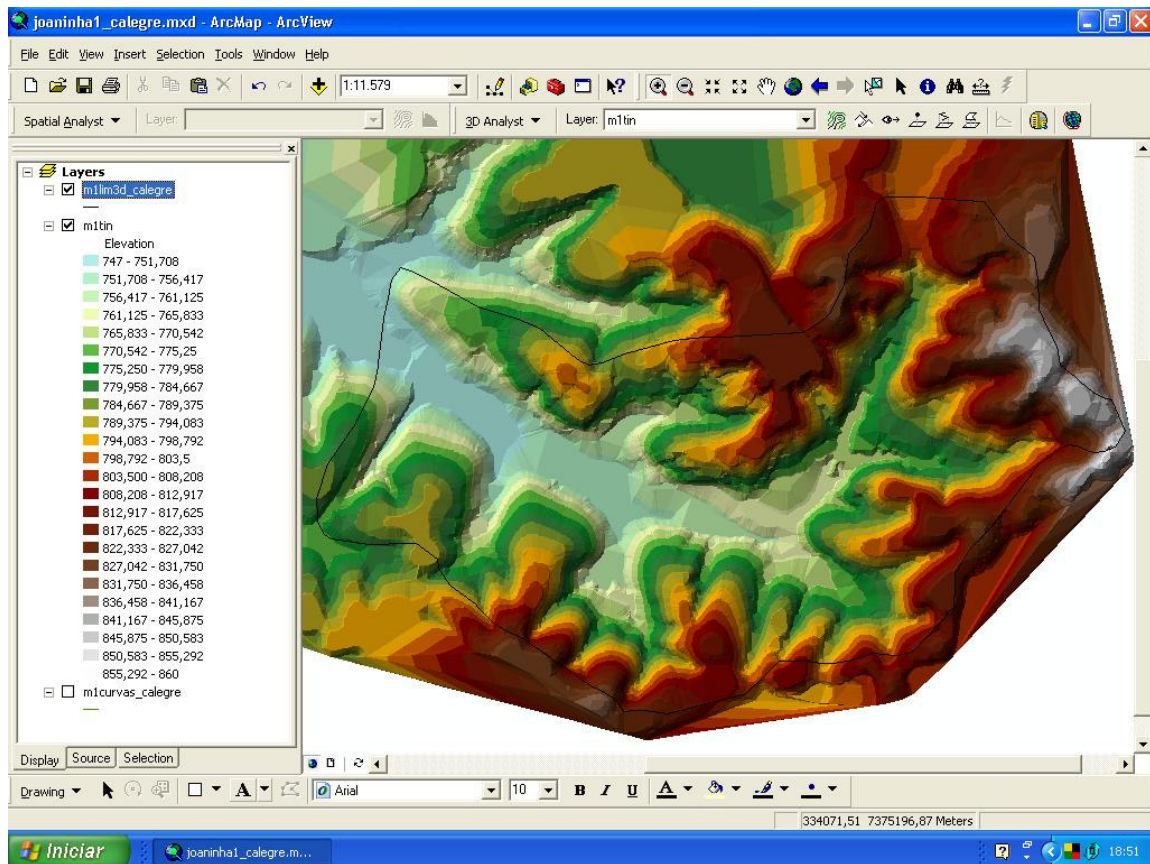 joaninha1_calegre.mxd - ArcMap - ArcView
File Edit View Insert Selection Tools Window Help
1:11.579
Spatial Analyst Layer: 3D Analyst Layer: m1tin
Layers
m1lim3d_calegre
m1tin
Elevation
747 - 751,708
751,708 - 756,417
756,417 - 761,125
761,125 - 765,833
765,833 - 770,542
770,542 - 775,25
775,250 - 779,958
779,958 - 784,667
784,667 - 789,375
789,375 - 794,083
794,083 - 798,792
798,792 - 803,5
803,500 - 808,208
808,208 - 812,917
812,917 - 817,625
817,625 - 822,333
822,333 - 827,042
827,042 - 831,750
831,750 - 836,458
836,458 - 841,167
841,167 - 845,875
845,875 - 850,583
850,583 - 855,292
855,292 - 860
m1curvas_calegre
Display Source Selection
Drawing A Arial 10 B I U A
334071,51 7375196,87 Meters
Iniciar joaninha1_calegre.m... 18:51